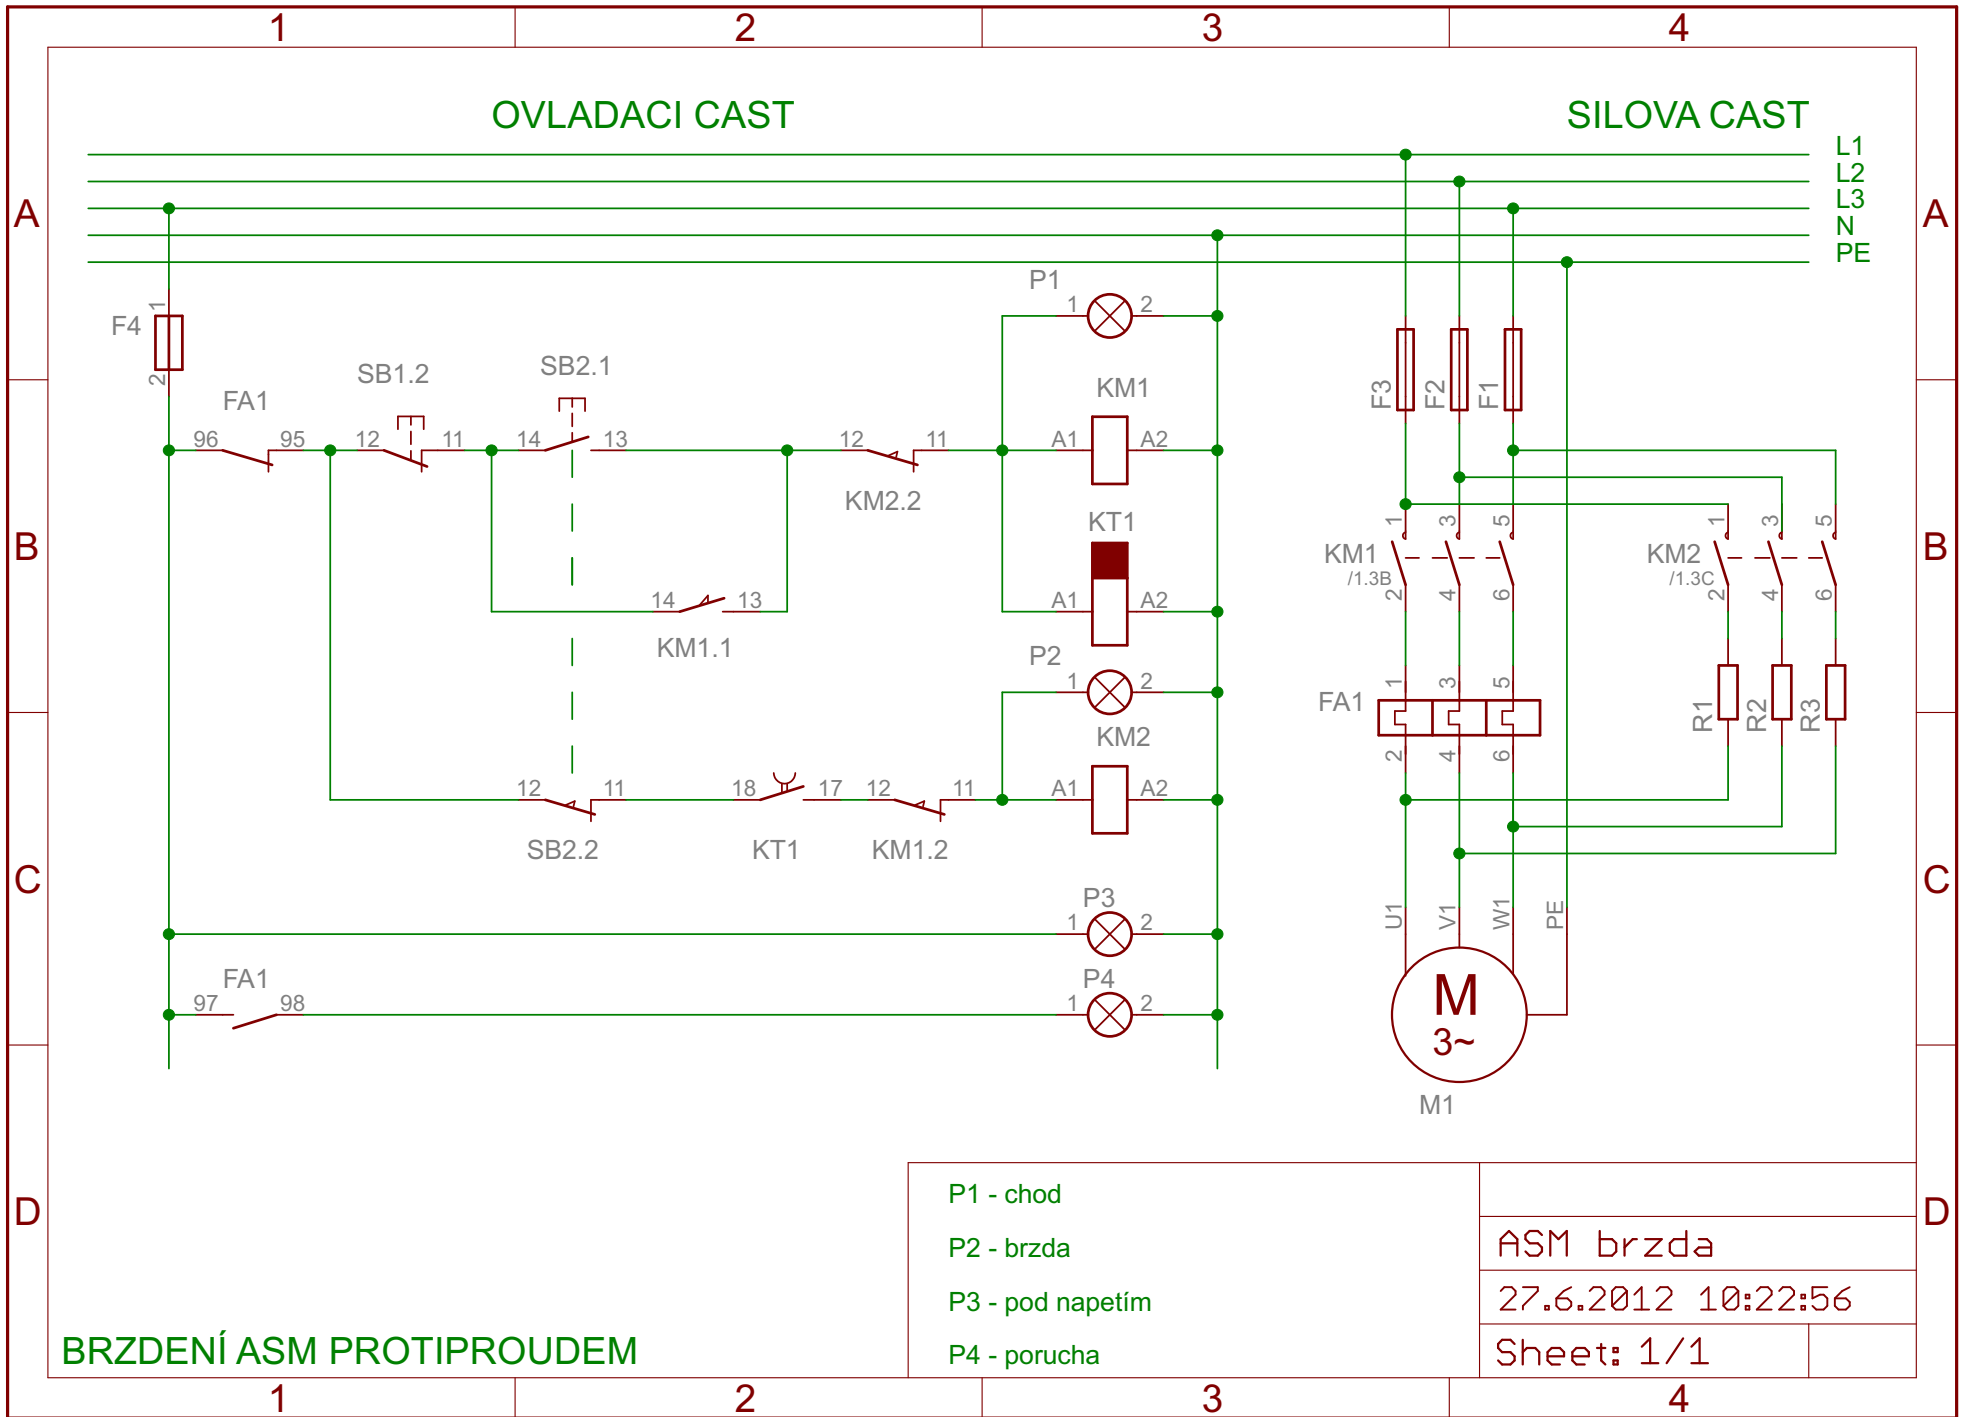 1 2 3 4
OVLADACI CAST SILOVA CAST
L1
L2
L3
N
PE
A A
P1
1 2
F4
1
2
SB1.2 SB2.1
FA1 KM1
F3 F2 F1
96 95 12 11 14 13 12 11 A1 A2
KM2.2
KT1
1 3 5 1 3 5
B B
KM1 KM2
/1.3B /1.3C
2 4 6 2 4 6
14 13 A1 A2
KM1.1
P2
1 2
1 3 5
FA1
R1 R2 R3
KM2
2 4 6
12 11 18 17 12 11 A1 A2
SB2.2 KT1 KM1.2
C C
P3
1 2
U1 V1 W1 PE
FA1 P4
97 98 1 2
M
3~
M1
P1 - chod
D D
P2 - brzda
ASM brzda
P3 - pod napetím
27.6.2012 10:22:56
BRZDENÍ ASM PROTIPROUDEM
P4 - porucha
Sheet: 1/1
1 2 3 4